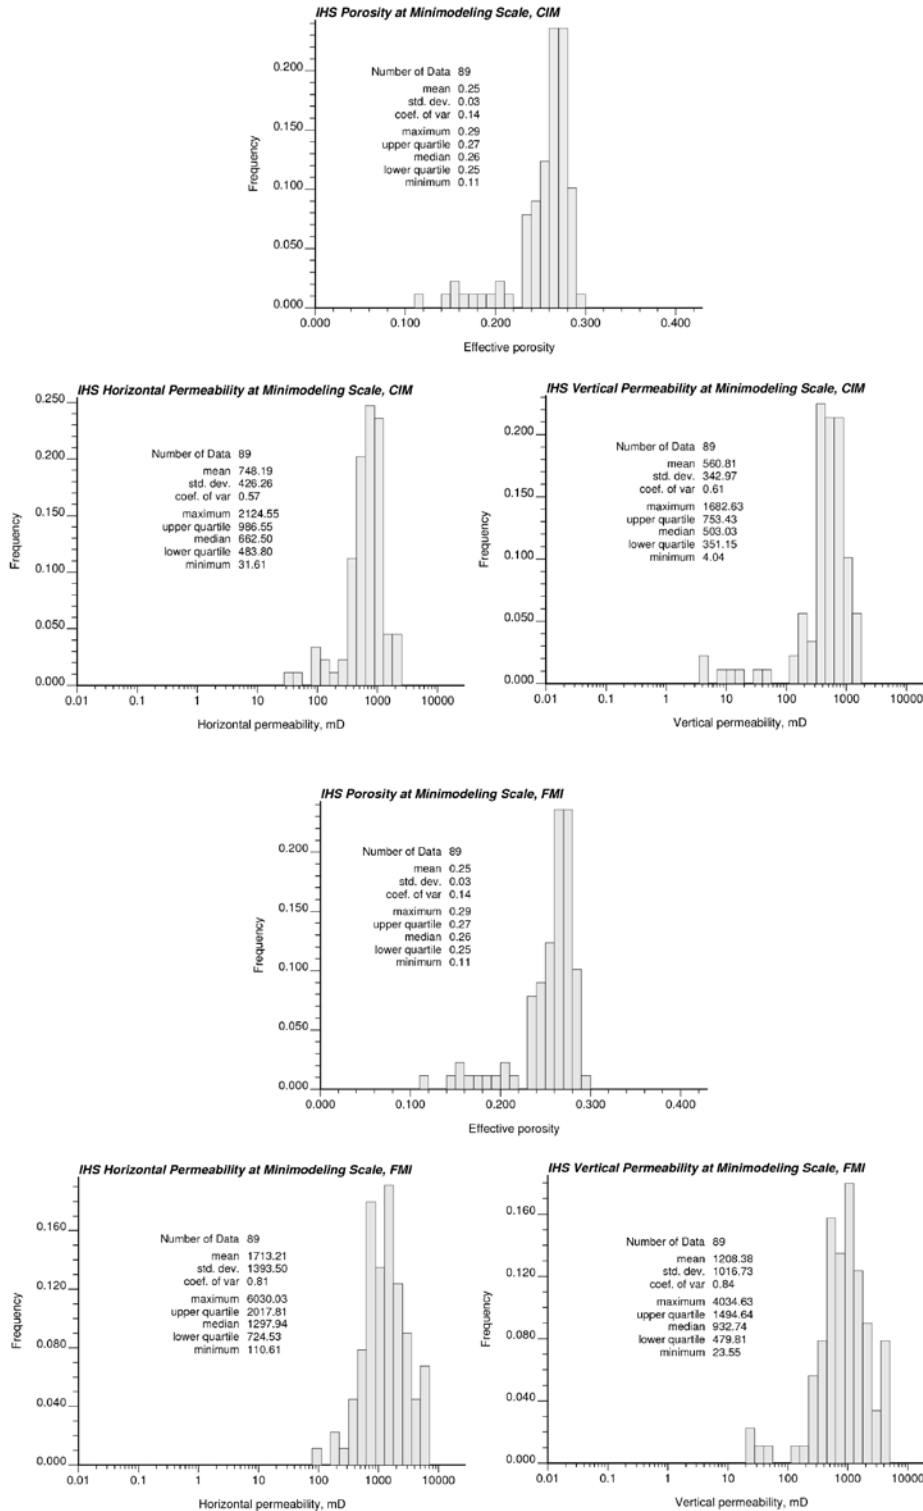 IHS Porosity at Minimodeling Scale, CIM
Number of Data 89
mean 0.25
std. dev. 0.03
coef. of var 0.14
maximum 0.29
upper quartile 0.27
median 0.26
lower quartile 0.25
minimum 0.11
Frequency
0.200
0.150
0.100
0.050
0.000
0.000 0.100 0.200 0.300 0.400
Effective porosity
IHS Horizontal Permeability at Minimodeling Scale, CIM
Number of Data 89
mean 748.19
std. dev. 426.26
coef. of var 0.57
maximum 2124.55
upper quartile 986.55
median 662.50
lower quartile 483.80
minimum 31.61
Frequency
0.250
0.200
0.150
0.100
0.050
0.000
0.01 0.1 1 10 100 1000 10000
Horizontal permeability, mD
IHS Vertical Permeability at Minimodeling Scale, CIM
Number of Data 89
mean 560.81
std. dev. 342.97
coef. of var 0.61
maximum 1682.63
upper quartile 753.43
median 503.03
lower quartile 351.15
minimum 4.04
Frequency
0.200
0.150
0.100
0.050
0.000
0.01 0.1 1 10 100 1000 10000
Vertical permeability, mD
IHS Porosity at Minimodeling Scale, FMI
Number of Data 89
mean 0.25
std. dev. 0.03
coef. of var 0.14
maximum 0.29
upper quartile 0.27
median 0.26
lower quartile 0.25
minimum 0.11
Frequency
0.200
0.150
0.100
0.050
0.000
0.000 0.100 0.200 0.300 0.400
Effective porosity
IHS Horizontal Permeability at Minimodeling Scale, FMI
Number of Data 89
mean 1713.21
std. dev. 1393.50
coef. of var 0.81
maximum 6030.03
upper quartile 2017.81
median 1297.94
lower quartile 724.53
minimum 110.61
Frequency
0.160
0.120
0.080
0.040
0.000
0.01 0.1 1 10 100 1000 10000
Horizontal permeability, mD
IHS Vertical Permeability at Minimodeling Scale, FMI
Number of Data 89
mean 1208.38
std. dev. 1016.73
coef. of var 0.84
maximum 4034.63
upper quartile 1494.64
median 932.74
lower quartile 479.81
minimum 23.55
Frequency
0.160
0.120
0.080
0.040
0.000
0.01 0.1 1 10 100 1000 10000
Vertical permeability, mD